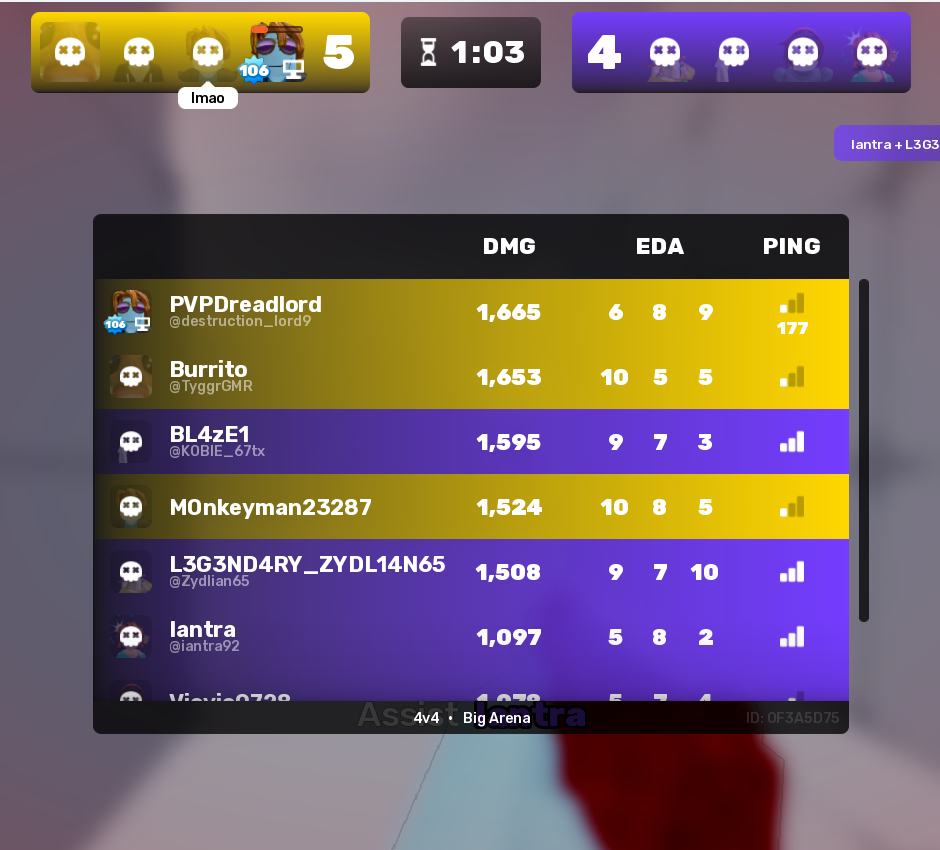 5
1:03
4
106
lmao
Iantra + L3G3
DMG EDA PING
PVPDreadlord
@destruction_lord9
106
1,665 6 8 9
177
Burrito
@TyggrGMR
1,653 10 5 5
BL4zE1
@KOBIE_67tx
1,595 9 7 3
M0nkeyman23287
1,524 10 8 5
L3G3ND4RY_ZYDL14N65
@Zydlian65
1,508 9 7 10
Iantra
@iantra92
1,097 5 8 2
Assist Iantra
4v4 • Big Arena
ID: 0F3A5D75